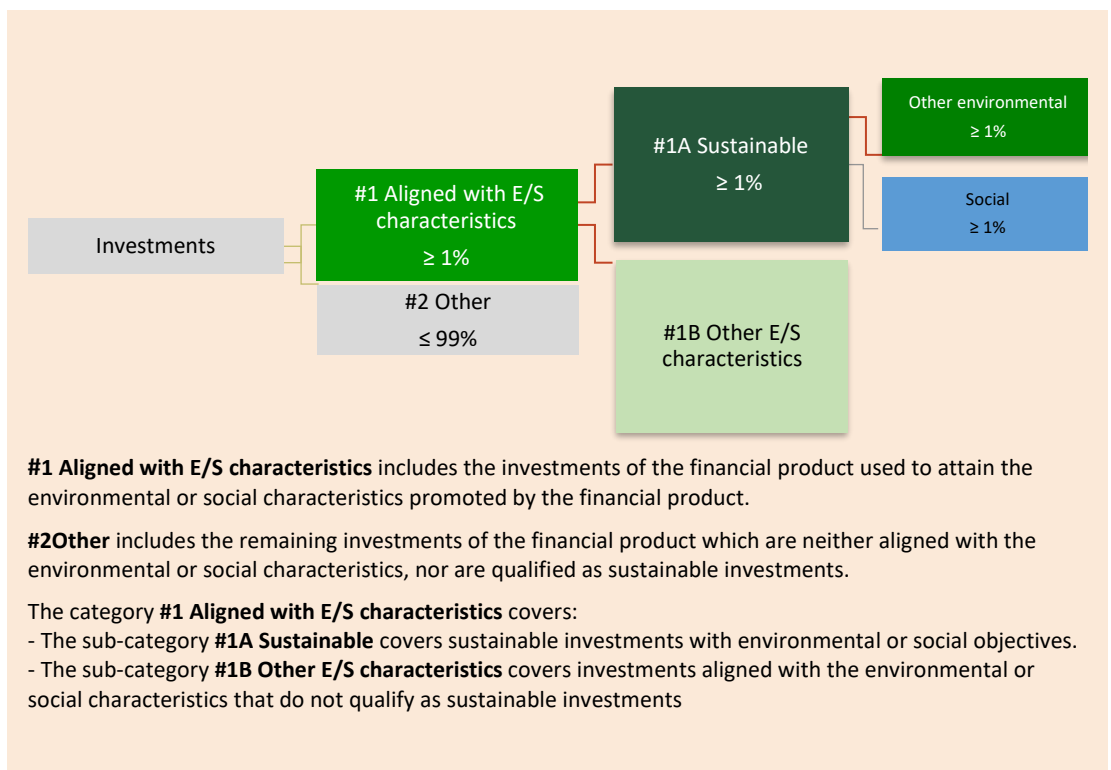 Investments
#1 Aligned with E/S
characteristics
≥ 1%
#2 Other
≤ 99%
#1A Sustainable
≥ 1%
#1B Other E/S
characteristics
Other environmental
≥ 1%
Social
≥ 1%
#1 Aligned with E/S characteristics includes the investments of the financial product used to attain the
environmental or social characteristics promoted by the financial product.
#2Other includes the remaining investments of the financial product which are neither aligned with the
environmental or social characteristics, nor are qualified as sustainable investments.
The category #1 Aligned with E/S characteristics covers:
- The sub-category #1A Sustainable covers sustainable investments with environmental or social objectives.
- The sub-category #1B Other E/S characteristics covers investments aligned with the environmental or
social characteristics that do not qualify as sustainable investments